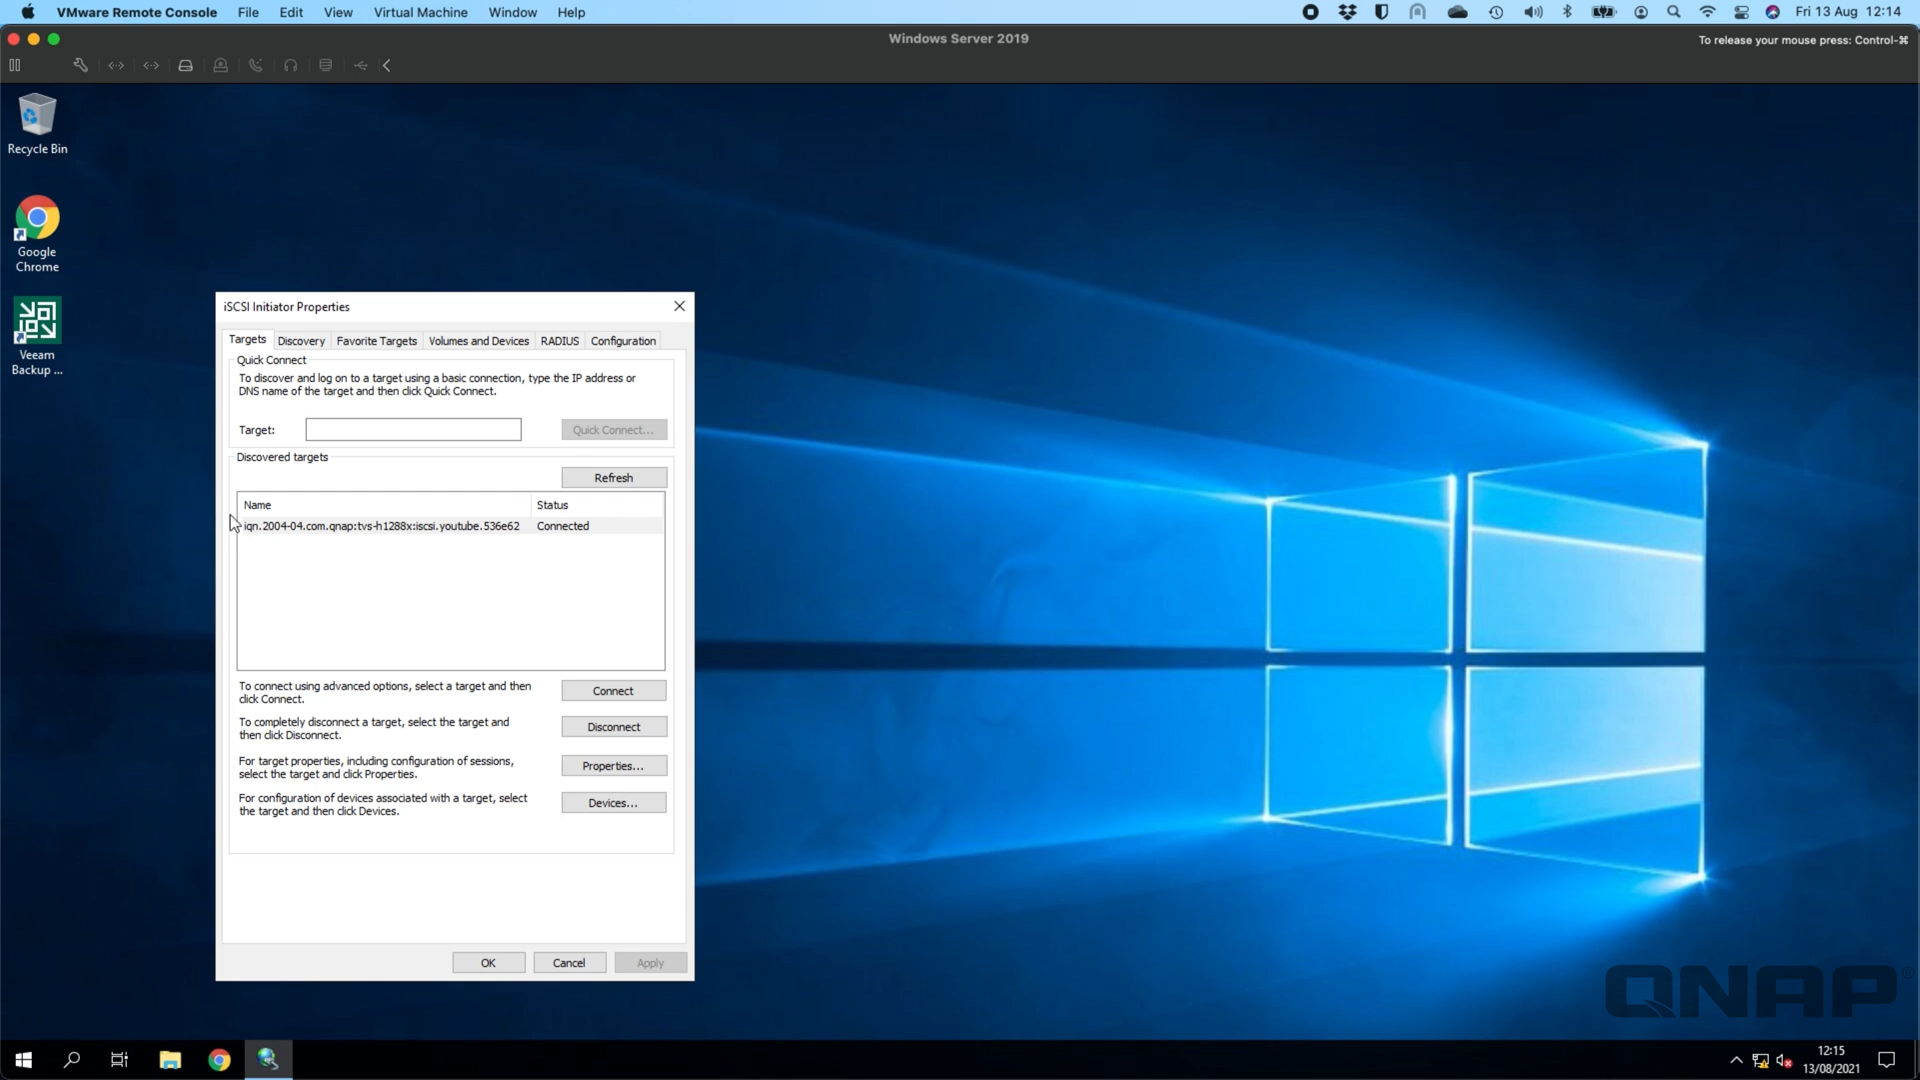 VMware Remote Console File Edit View Virtual Machine Window Help Fri 13 Aug 12:14
Windows Server 2019
To release your mouse press: Control-⌘
Recycle Bin
Google
Chrome
Veeam
Backup ...
iSCSI Initiator Properties
Targets Discovery Favorite Targets Volumes and Devices RADIUS Configuration
Quick Connect
To discover and log on to a target using a basic connection, type the IP address or
DNS name of the target and then click Quick Connect.
Target: Quick Connect...
Discovered targets
Refresh
Name Status
iqn.2004-04.com.qnap:tvs-h1288x:iscsi.youtube.536e62 Connected
To connect using advanced options, select a target and then
click Connect.
Connect
To completely disconnect a target, select the target and
then click Disconnect.
Disconnect
For target properties, including configuration of sessions,
select the target and click Properties.
Properties...
For configuration of devices associated with a target, select
the target and then click Devices.
Devices...
OK Cancel Apply
QNAP®
12:15
13/08/2021